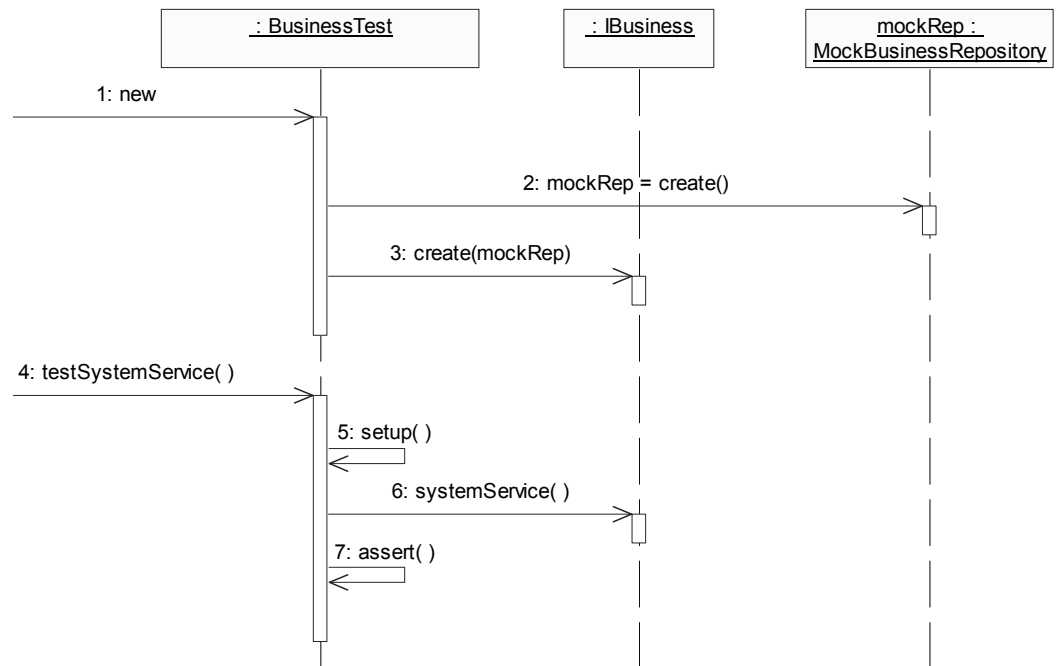 : BusinessTest
: IBusiness
mockRep :
MockBusinessRepository
1: new
2: mockRep = create()
3: create(mockRep)
4: testSystemService( )
5: setup( )
6: systemService( )
7: assert( )